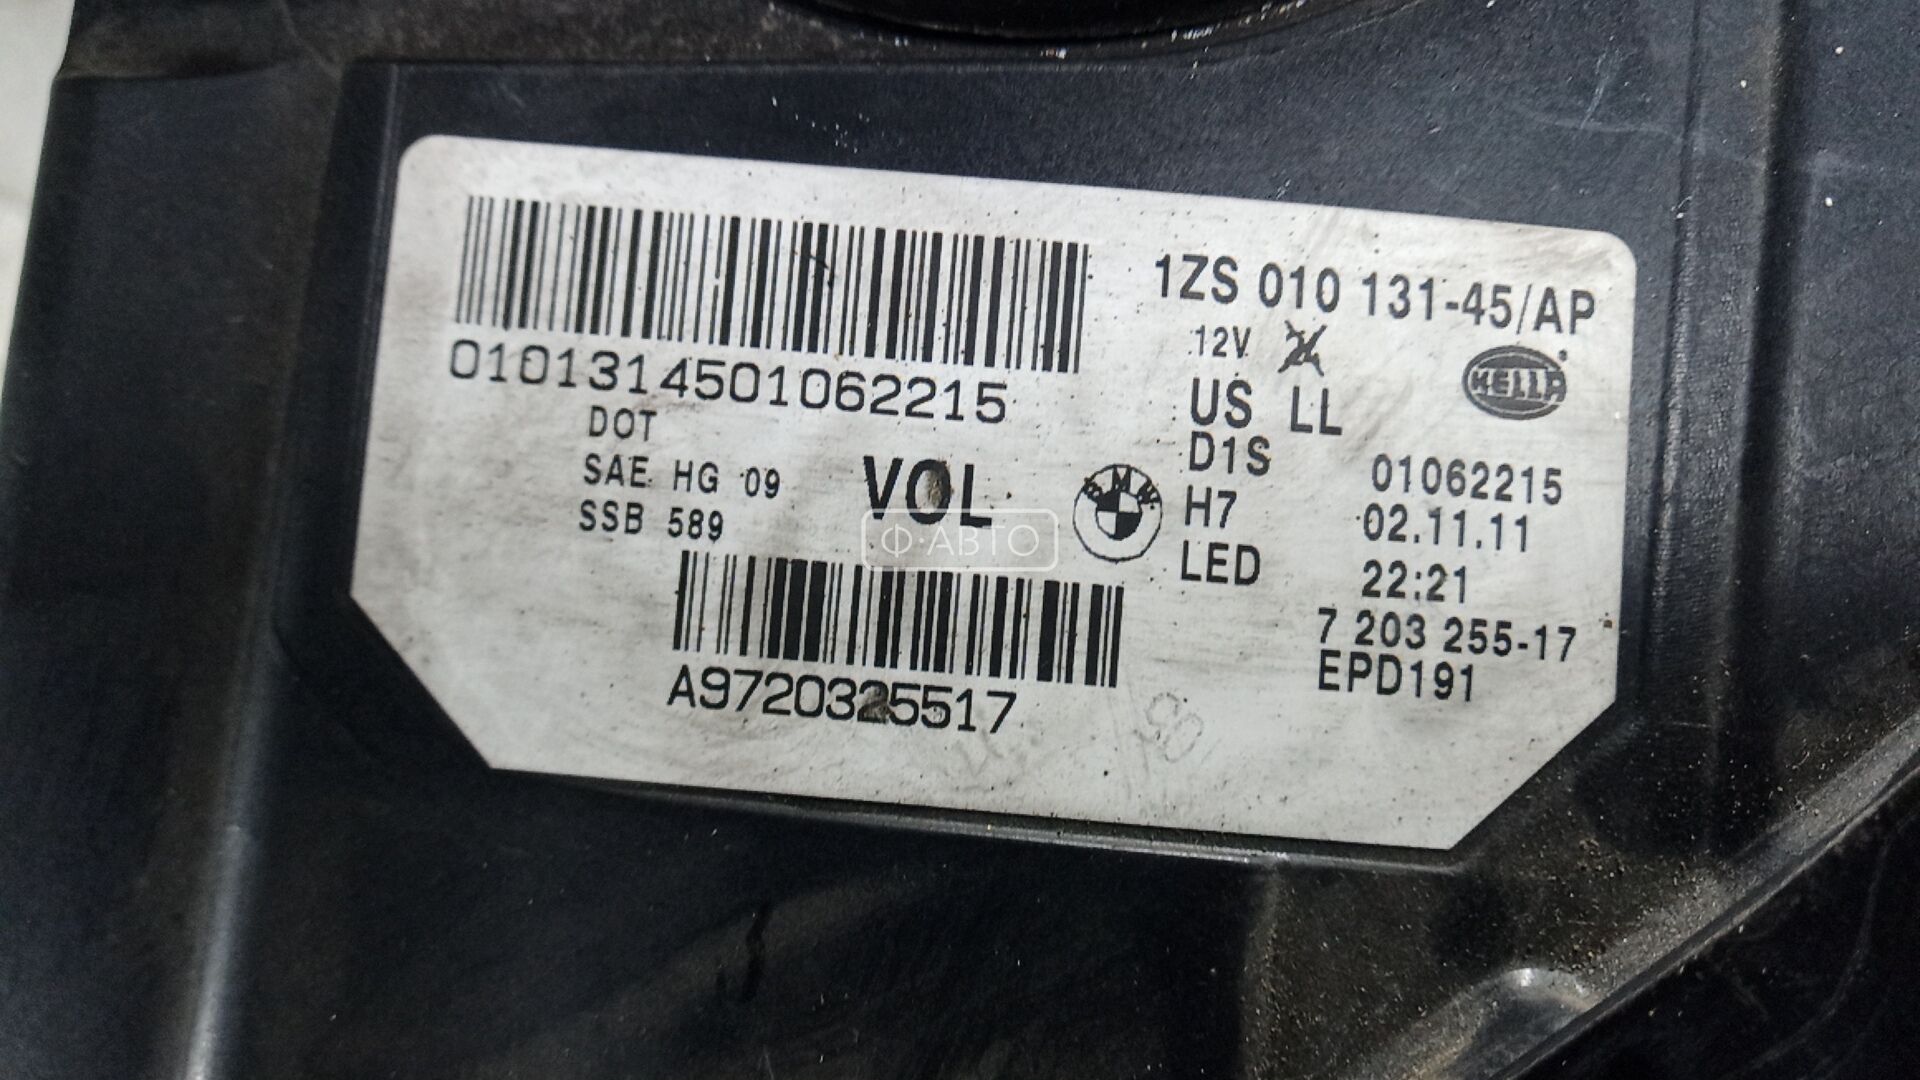 1ZS 010 131-45/AP
0101314501062215
12V
HELLA
US LL
DOT
D1S
SAE HG 09
VOL
BMW
01062215
H7
SSB 589
02.11.11
Ф·АВТО
LED
22:21
7 203 255-17
A9720325517
EPD191